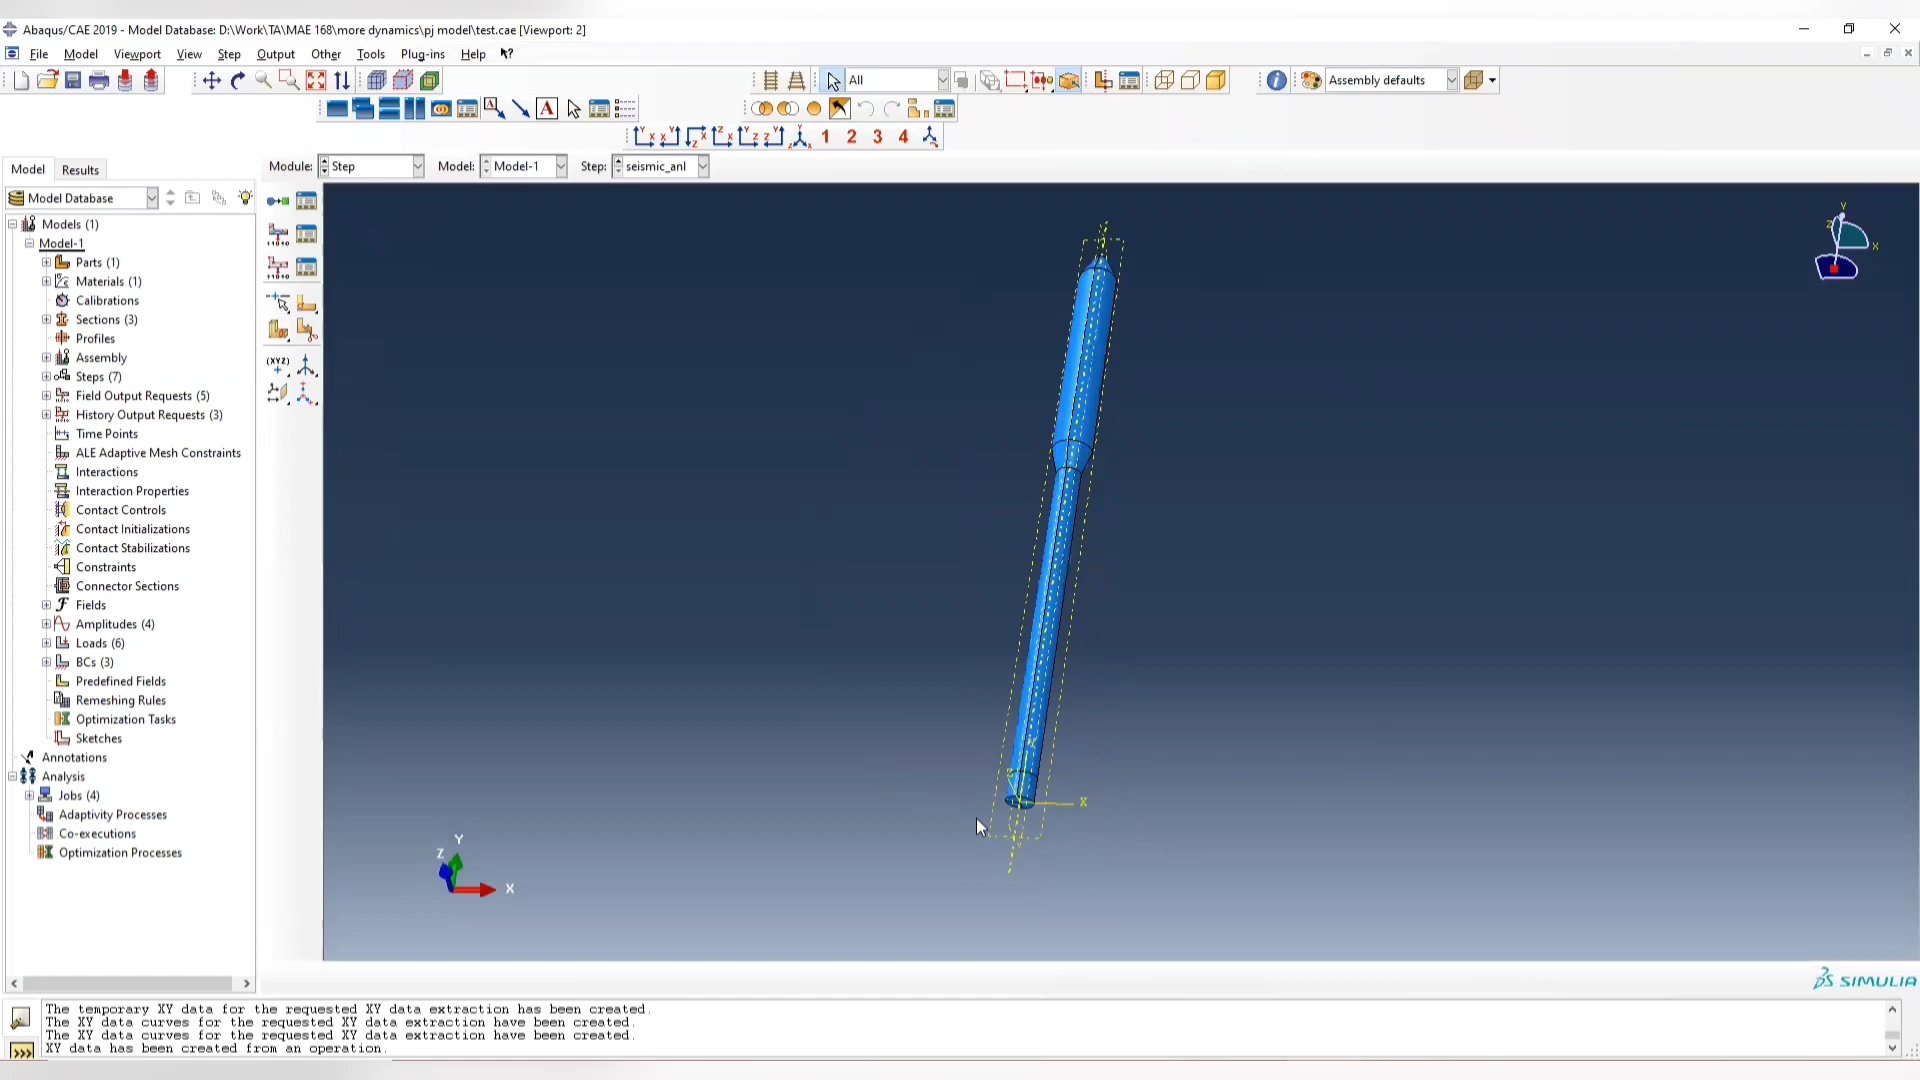 Abaqus/CAE 2019 - Model Database: D:\Work\TA\MAE 168\more dynamics\pj model\test.cae [Viewport: 2]
File Model Viewport View Step Output Other Tools Plug-ins Help
All
Assembly defaults
1 2 3 4
Model Results
Module: Step Model: Model-1 Step: seismic_anl
Model Database
Models (1)
Model-1
Parts (1)
Materials (1)
Calibrations
Sections (3)
Profiles
Assembly
Steps (7)
Field Output Requests (5)
History Output Requests (3)
Time Points
ALE Adaptive Mesh Constraints
Interactions
Interaction Properties
Contact Controls
Contact Initializations
Contact Stabilizations
Constraints
Connector Sections
Fields
Amplitudes (4)
Loads (6)
BCs (3)
Predefined Fields
Remeshing Rules
Optimization Tasks
Sketches
Annotations
Analysis
Jobs (4)
Adaptivity Processes
Co-executions
Optimization Processes
(XYZ)
Y
Z
X
X
Y
Z
X
SIMULIA
The temporary XY data for the requested XY data extraction has been created.
The XY data curves for the requested XY data extraction have been created.
The XY data curves for the requested XY data extraction have been created.
XY data has been created from an operation.